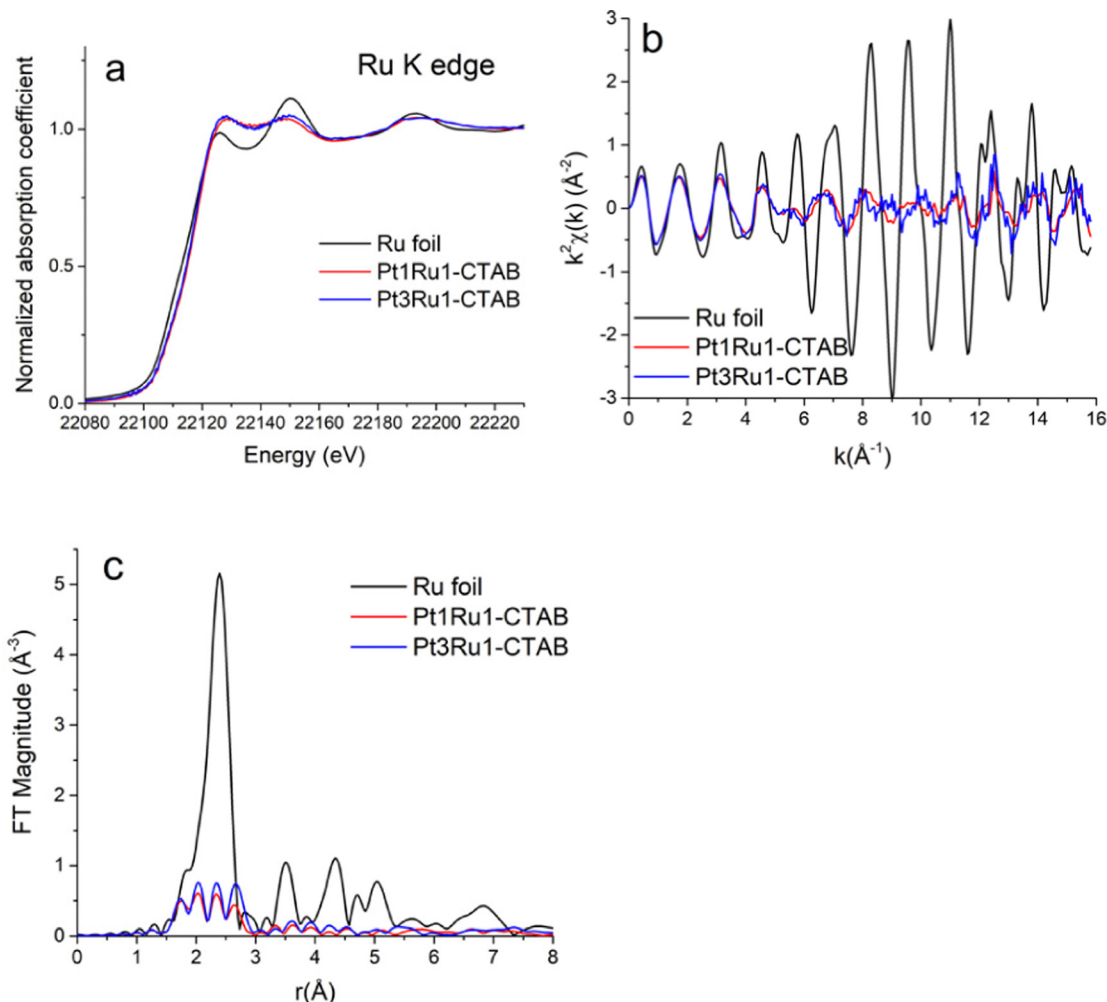 a
Ru K edge
Normalized absorption coefficient
1.0
0.5
0.0
Ru foil
Pt1Ru1-CTAB
Pt3Ru1-CTAB
22080 22100 22120 22140 22160 22180 22200 22220
Energy (eV)
b
k²χ(k) (Å⁻²)
3
2
1
0
-1
-2
-3
Ru foil
Pt1Ru1-CTAB
Pt3Ru1-CTAB
0 2 4 6 8 10 12 14 16
k(Å⁻¹)
c
FT Magnitude (Å⁻³)
5
4
3
2
1
0
Ru foil
Pt1Ru1-CTAB
Pt3Ru1-CTAB
0 1 2 3 4 5 6 7 8
r(Å)